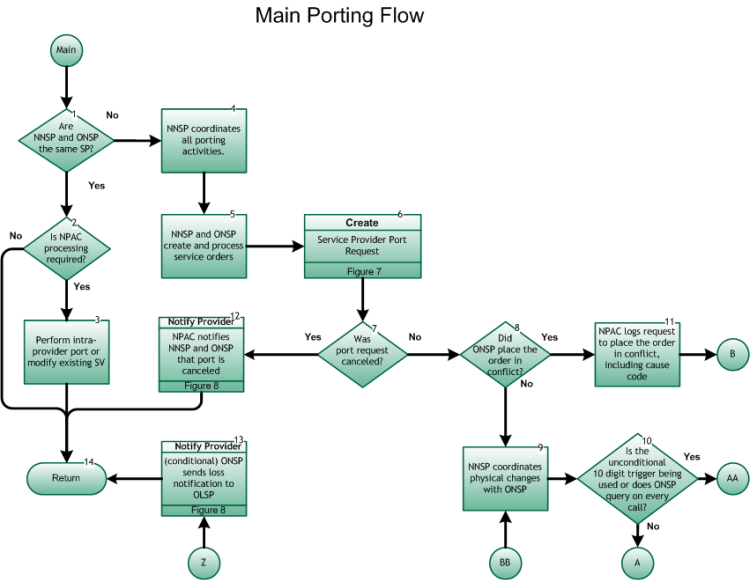 Main Porting Flow
Main
1
Are
NNSP and ONSP
the same SP?
No
Yes
4
NNSP coordinates
all porting
activities.
2
Is NPAC
processing
required?
No
Yes
5
NNSP and ONSP
create and process
service orders
6
Create
Service Provider Port
Request
Figure 7
3
Perform intra-
provider port or
modify existing SV
12
Notify Provider
NPAC notifies
NNSP and ONSP
that port is
canceled
Figure 8
Yes
7
Was
port request
canceled?
No
8
Did
ONSP place the
order in
conflict?
Yes
No
11
NPAC logs request
to place the order
in conflict,
including cause
code
B
14
Return
13
Notify Provider
(conditional) ONSP
sends loss
notification to
OLSP
Figure 8
9
NNSP coordinates
physical changes
with ONSP
10
Is the
unconditional
10 digit trigger being
used or does ONSP
query on every
call?
Yes
No
AA
Z
BB
A